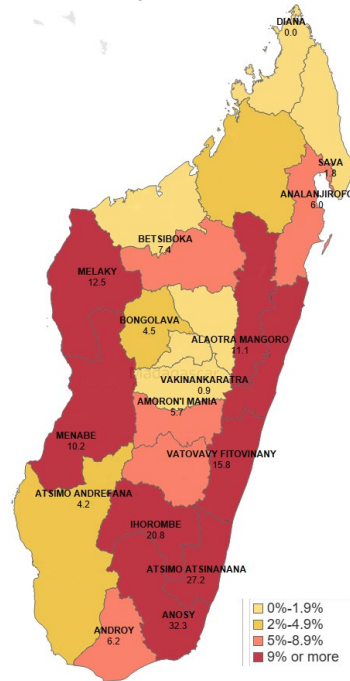 DIANA
0.0
SAVA
1.8
ANALANJIROFO
6.0
BETSIBOKA
7.4
MELAKY
12.5
BONGOLAVA
4.5
ALAOTRA MANGORO
11.1
VAKINANKARATRA
0.9
AMORON'I MANIA
5.7
MENABE
10.2
VATOVAVY FITOVINANY
15.8
ATSIMO ANDREFANA
4.2
IHOROMBE
20.8
ATSIMO ATSINANANA
27.2
ANOSY
32.3
ANDROY
6.2
0%-1.9%
2%-4.9%
5%-8.9%
9% or more